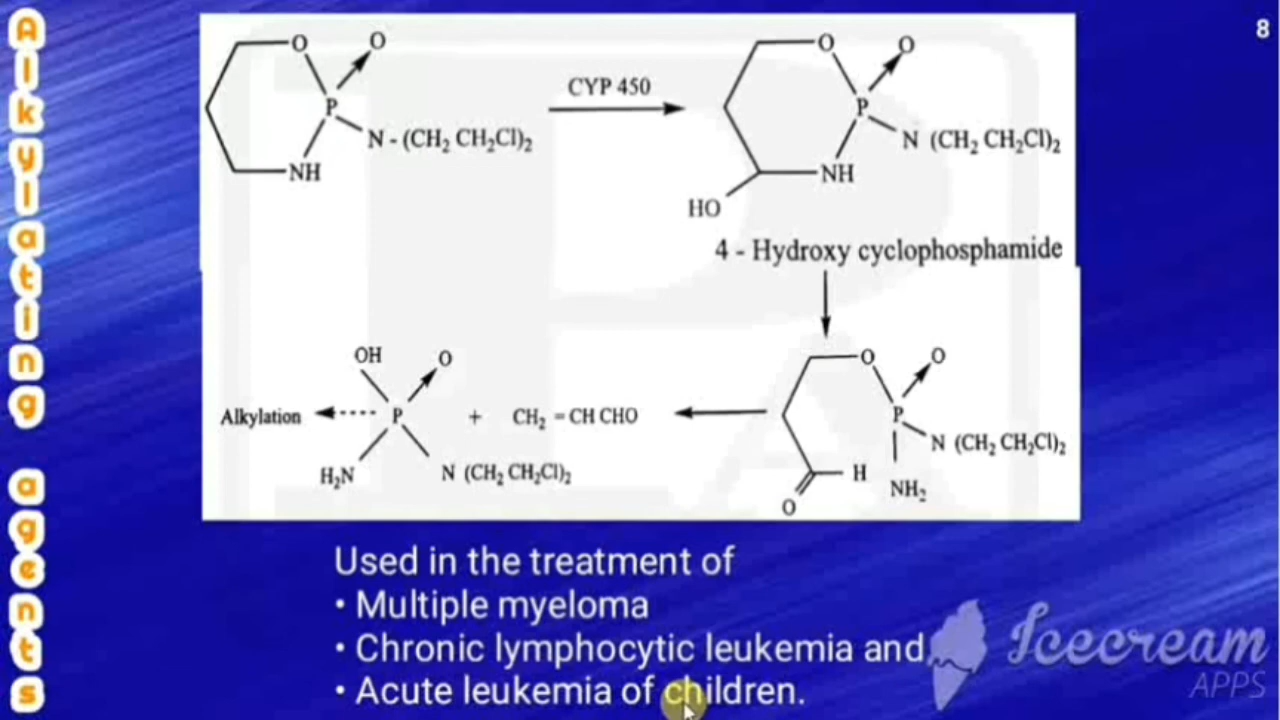 Alkylating agents
8
O
O
P
N - (CH₂ CH₂Cl)₂
NH
CYP 450
O
O
P
N (CH₂ CH₂Cl)₂
NH
HO
4 - Hydroxy cyclophosphamide
OH
O
Alkylation
P
+ CH₂ = CH CHO
H₂N
N (CH₂ CH₂Cl)₂
O
O
P
N (CH₂ CH₂Cl)₂
H
NH₂
O
Used in the treatment of
• Multiple myeloma
• Chronic lymphocytic leukemia and
• Acute leukemia of children.
Icecream
APPS